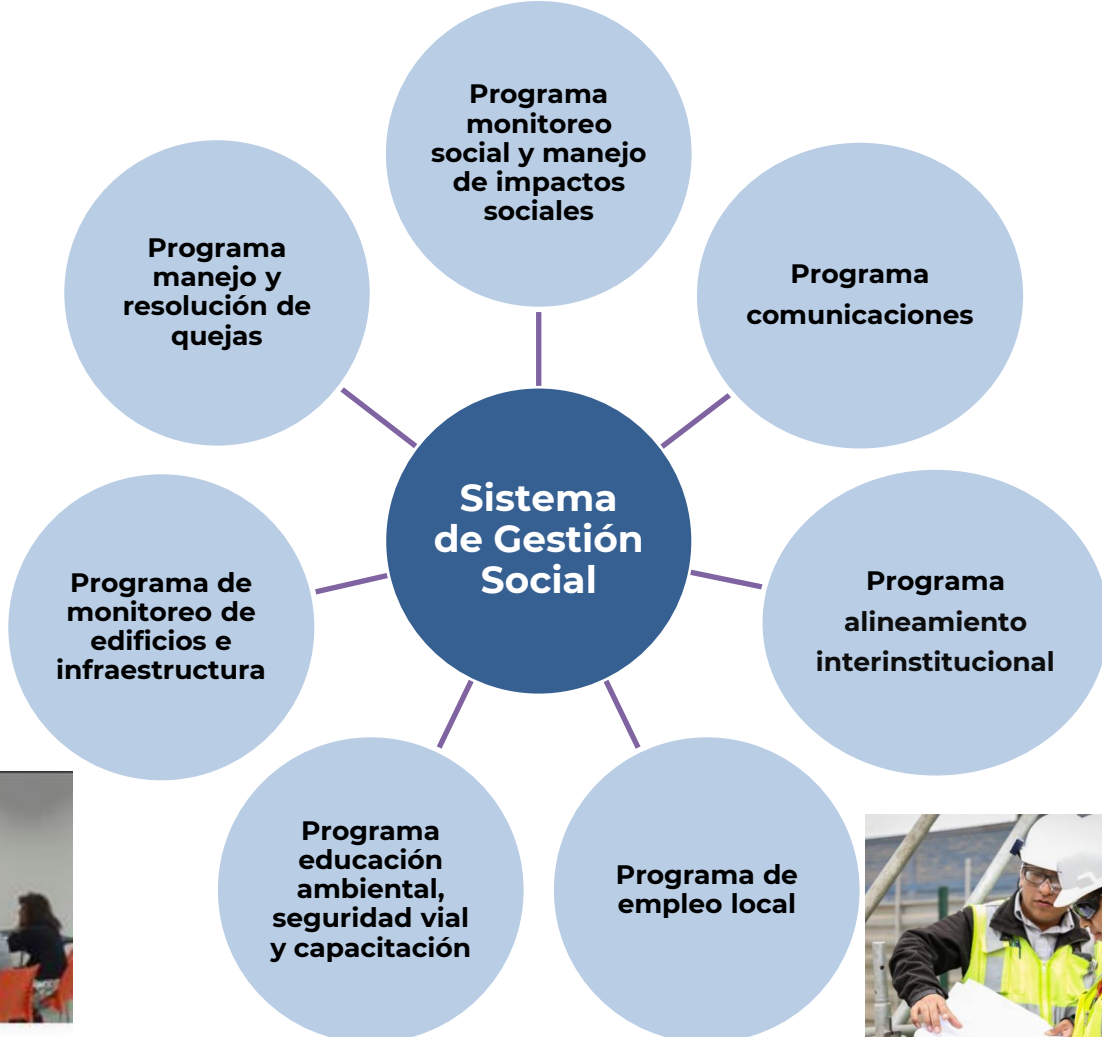 Programa
monitoreo
social y manejo
de impactos
sociales
Programa
comunicaciones
Programa
alineamiento
interinstitucional
Programa de
empleo local
Programa
educación
ambiental,
seguridad vial
y capacitación
Programa de
monitoreo de
edificios e
infraestructura
Programa
manejo y
resolución de
quejas
Sistema
de Gestión
Social